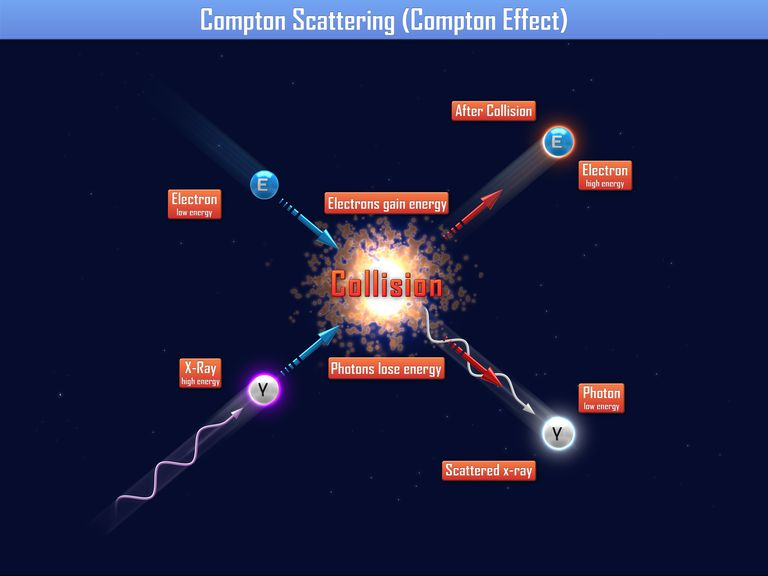 Compton Scattering (Compton Effect)
After Collision
E
Electron
high energy
E
Electron
low energy
Electrons gain energy
Collision
X-Ray
high energy
Y
Photons lose energy
Photon
low energy
Y
Scattered x-ray